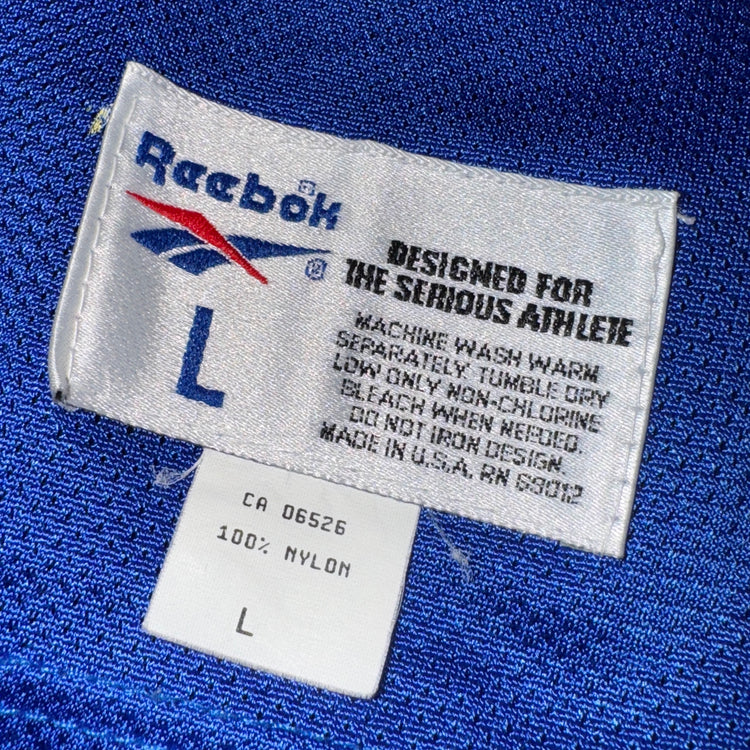 Reebok®
®
L
DESIGNED FOR
THE SERIOUS ATHLETE
MACHINE WASH WARM
SEPARATELY TUMBLE DRY
LOW ONLY NON-CHLORINE
BLEACH WHEN NEEDED.
DO NOT IRON DESIGN.
MADE IN U.S.A. RN 68012
CA 06526
100% NYLON
L